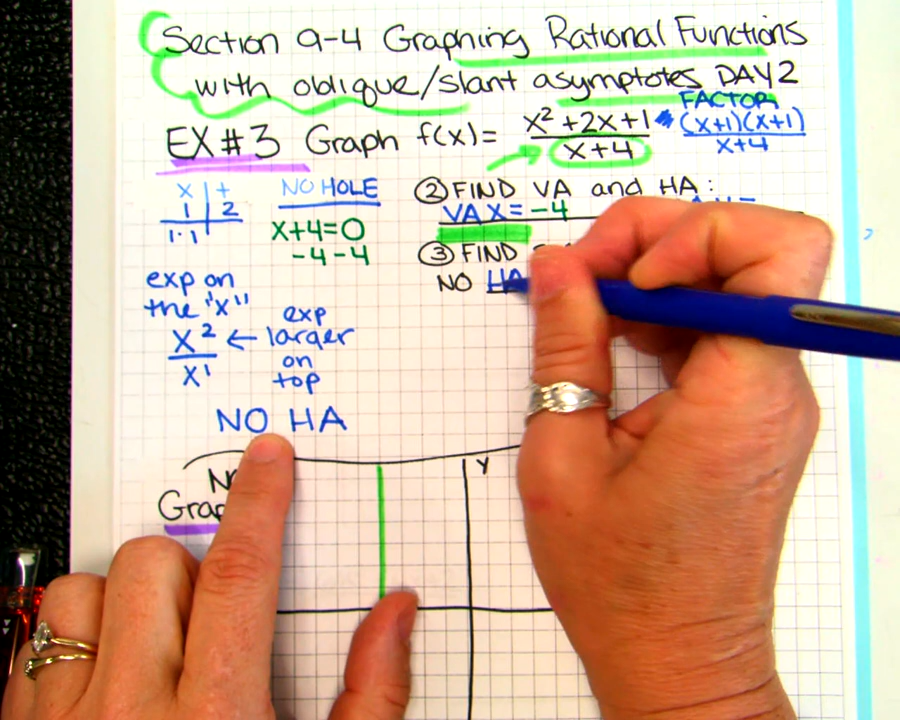 Section 9-4 Graphing Rational Functions
with oblique/slant asymptotes DAY 2
FACTOR
EX #3 Graph f(x)= x² +2x+1 (x+1)(x+1)
x+4 x+4
x + NO HOLE ② FIND VA and HA:
1 2 VA X= -4
1·1 x+4=0
-4 -4 ③ FIND
exp on NO HA
the "x"
exp
x² ← larger
x¹ on
top
NO HA
y